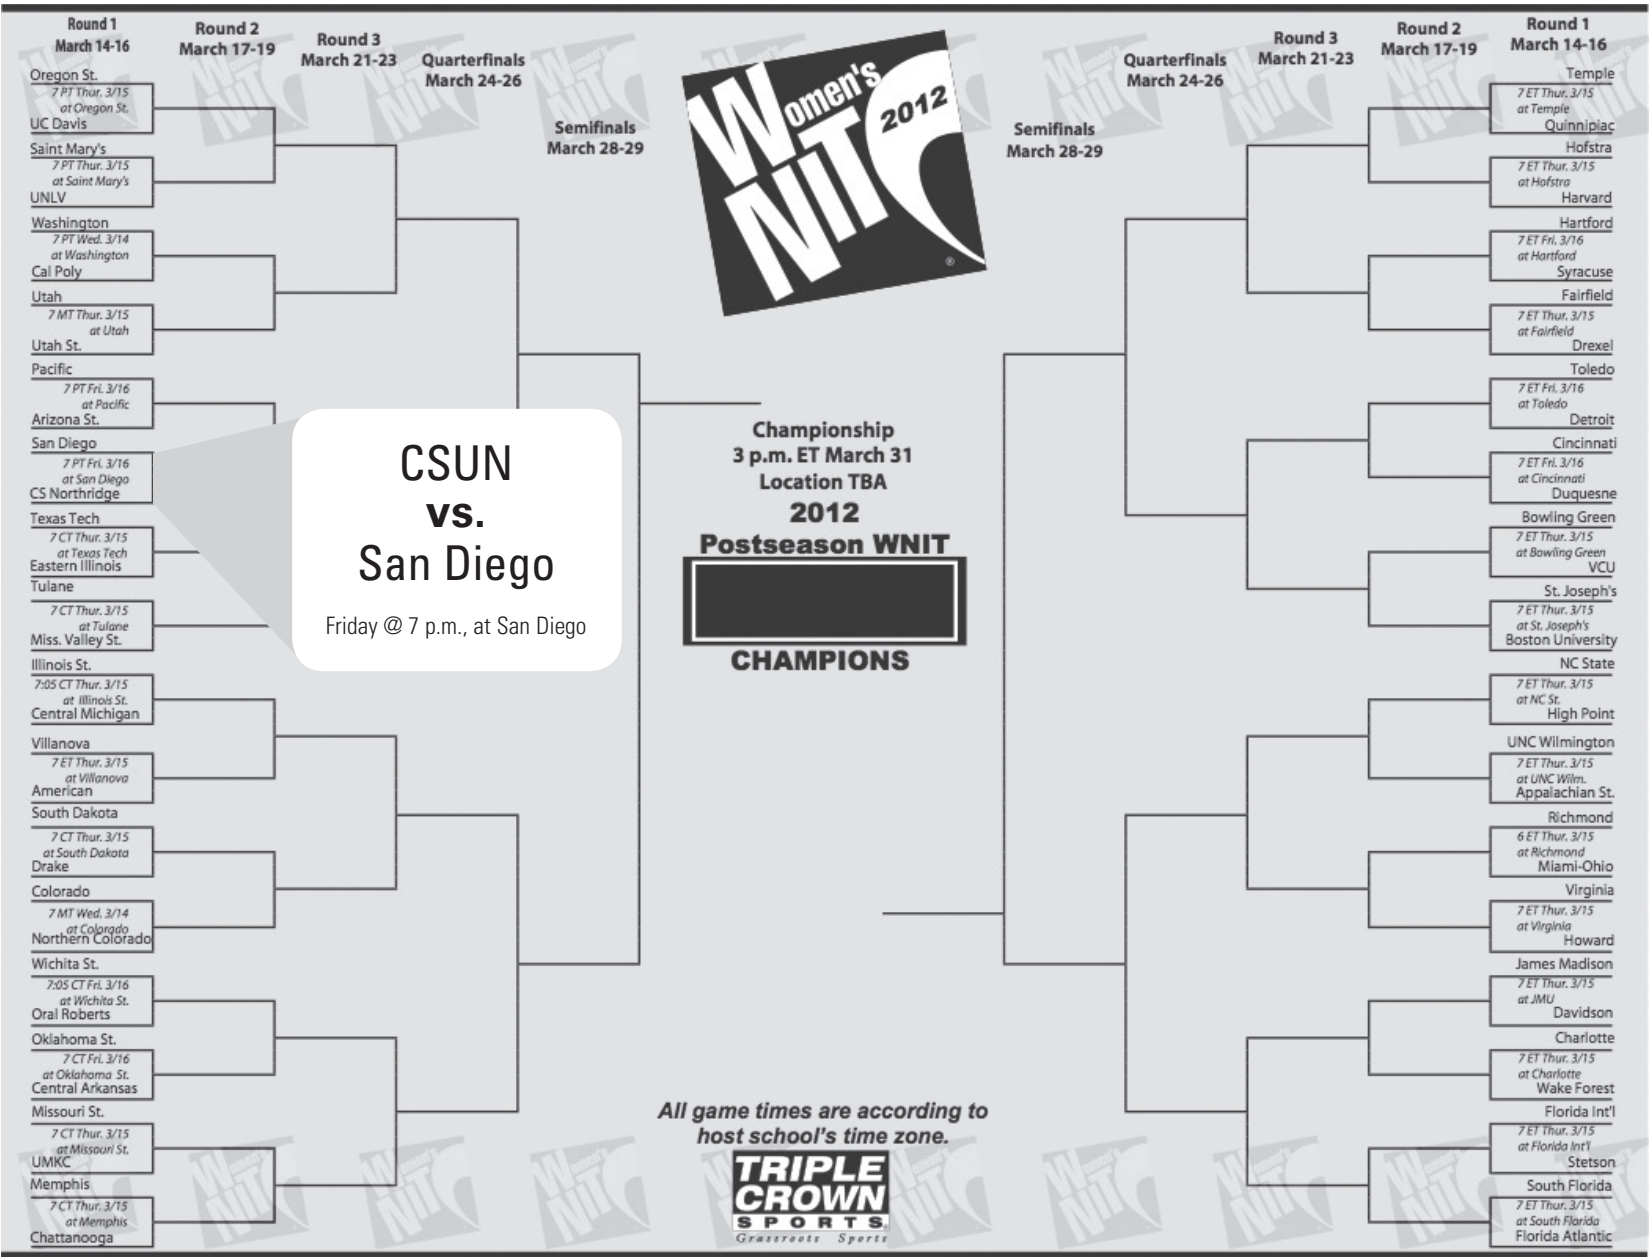 Round 1
March 14-16
Round 2
March 17-19
Round 3
March 21-23
Quarterfinals
March 24-26
Semifinals
March 28-29
Oregon St.
7 PT Thur. 3/15
at Oregon St.
UC Davis
Saint Mary's
7 PT Thur. 3/15
at Saint Mary's
UNLV
Washington
7 PT Wed. 3/14
at Washington
Cal Poly
Utah
7 MT Thur. 3/15
at Utah
Utah St.
Pacific
7 PT Fri. 3/16
at Pacific
Arizona St.
San Diego
7 PT Fri. 3/16
at San Diego
CS Northridge
Texas Tech
7 CT Thur. 3/15
at Texas Tech
Eastern Illinois
Tulane
7 CT Thur. 3/15
at Tulane
Miss. Valley St.
Illinois St.
7:05 CT Thur. 3/15
at Illinois St.
Central Michigan
Villanova
7 ET Thur. 3/15
at Villanova
American
South Dakota
7 CT Thur. 3/15
at South Dakota
Drake
Colorado
7 MT Wed. 3/14
at Colorado
Northern Colorado
Wichita St.
7:05 CT Fri. 3/16
at Wichita St.
Oral Roberts
Oklahoma St.
7 CT Fri. 3/16
at Oklahoma St.
Central Arkansas
Missouri St.
7 CT Thur. 3/15
at Missouri St.
UMKC
Memphis
7 CT Thur. 3/15
at Memphis
Chattanooga
CSUN
vs.
San Diego
Friday @ 7 p.m., at San Diego
Women's
NIT
2012
®
Championship
3 p.m. ET March 31
Location TBA
2012
Postseason WNIT
CHAMPIONS
All game times are according to
host school's time zone.
TRIPLE
CROWN
SPORTS
Grassroots Sports
Semifinals
March 28-29
Quarterfinals
March 24-26
Round 3
March 21-23
Round 2
March 17-19
Round 1
March 14-16
Temple
7 ET Thur. 3/15
at Temple
Quinnipiac
Hofstra
7 ET Thur. 3/15
at Hofstra
Harvard
Hartford
7 ET Fri. 3/16
at Hartford
Syracuse
Fairfield
7 ET Thur. 3/15
at Fairfield
Drexel
Toledo
7 ET Fri. 3/16
at Toledo
Detroit
Cincinnati
7 ET Fri. 3/16
at Cincinnati
Duquesne
Bowling Green
7 ET Thur. 3/15
at Bowling Green
VCU
St. Joseph's
7 ET Thur. 3/15
at St. Joseph's
Boston University
NC State
7 ET Thur. 3/15
at NC St.
High Point
UNC Wilmington
7 ET Thur. 3/15
at UNC Wilm.
Appalachian St.
Richmond
6 ET Thur. 3/15
at Richmond
Miami-Ohio
Virginia
7 ET Thur. 3/15
at Virginia
Howard
James Madison
7 ET Thur. 3/15
at JMU
Davidson
Charlotte
7 ET Thur. 3/15
at Charlotte
Wake Forest
Florida Int'l
7 ET Thur. 3/15
at Florida Int'l
Stetson
South Florida
7 ET Thur. 3/15
at South Florida
Florida Atlantic